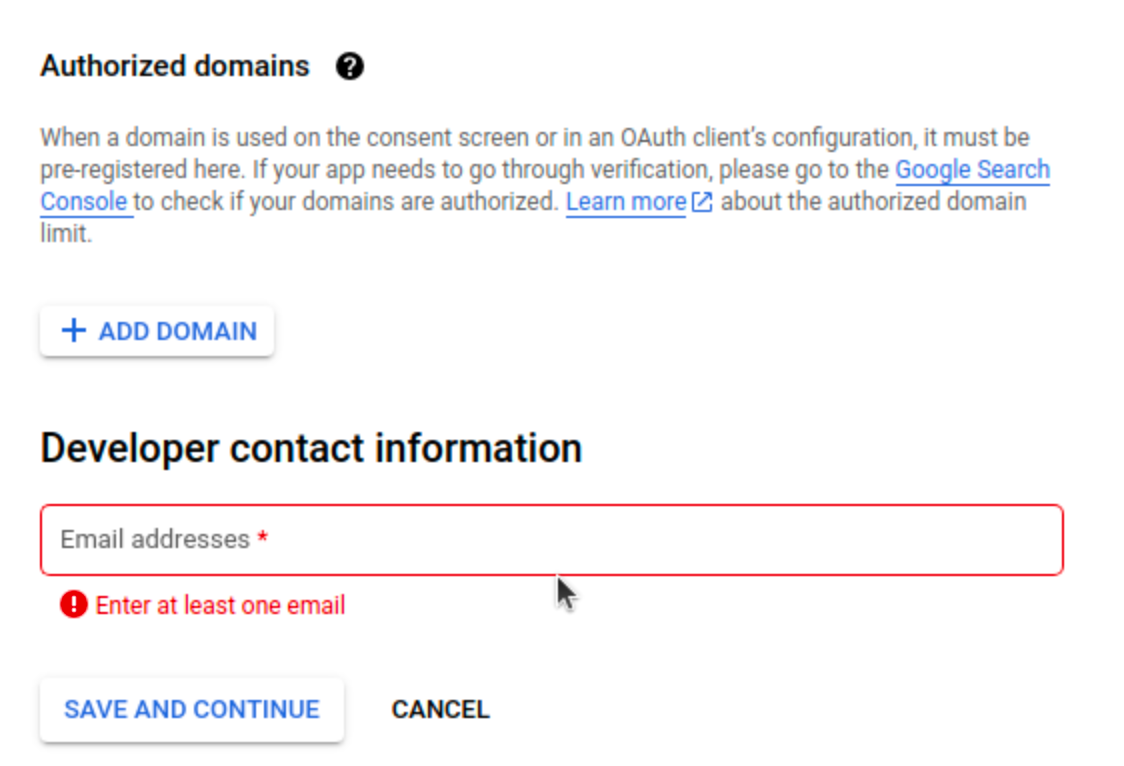 Authorized domains
When a domain is used on the consent screen or in an OAuth client's configuration, it must be
pre-registered here. If your app needs to go through verification, please go to the Google Search
Console to check if your domains are authorized. Learn more about the authorized domain
limit.
+ ADD DOMAIN
Developer contact information
Email addresses *
Enter at least one email
SAVE AND CONTINUE CANCEL